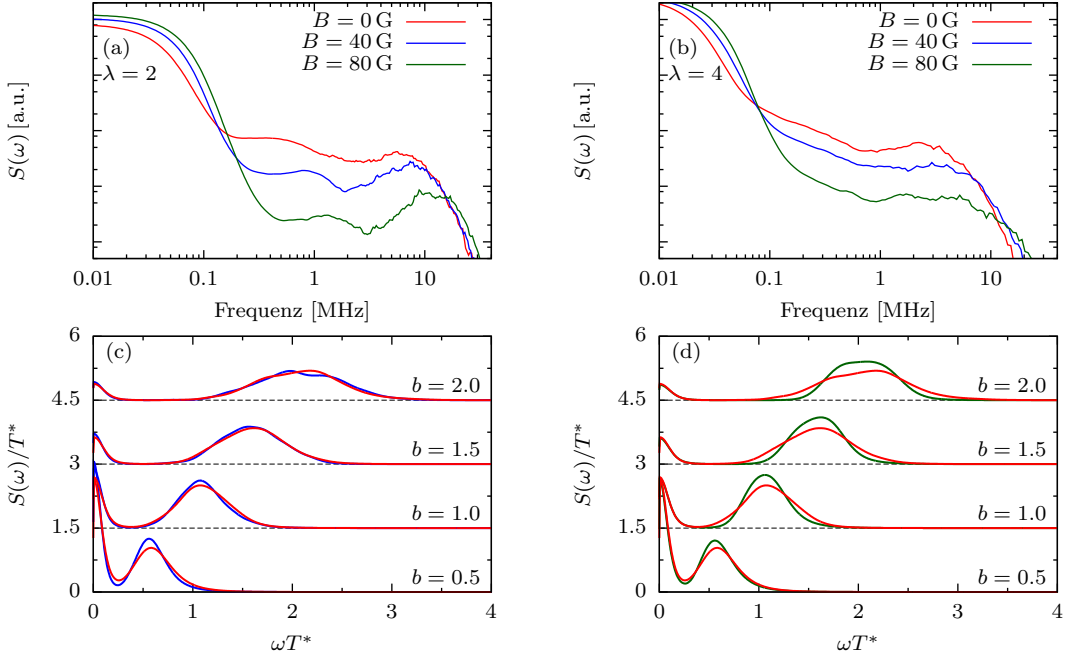 B = 0 G
B = 40 G
B = 80 G
(a)
λ = 2
S(ω) [a.u.]
0.01 0.1 1 10
Frequenz [MHz]
B = 0 G
B = 40 G
B = 80 G
(b)
λ = 4
S(ω) [a.u.]
0.01 0.1 1 10
Frequenz [MHz]
(c)
6
4.5
3
1.5
0
S(ω)/T*
b = 2.0
b = 1.5
b = 1.0
b = 0.5
0 1 2 3 4
ωT*
(d)
6
4.5
3
1.5
0
S(ω)/T*
b = 2.0
b = 1.5
b = 1.0
b = 0.5
0 1 2 3 4
ωT*